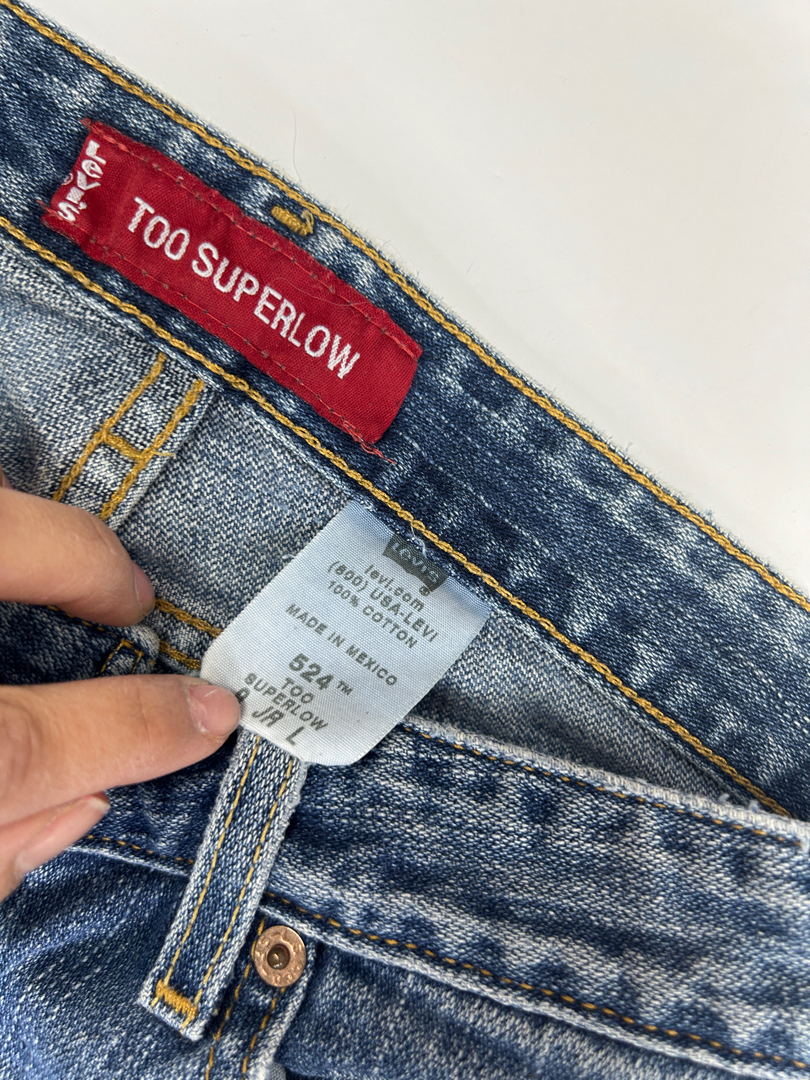 LEVI'S
®
TOO SUPERLOW
LEVI'S
®
levi.com
(800) USA-LEVI
100% COTTON
MADE IN MEXICO
524™
TOO
SUPERLOW
JR L